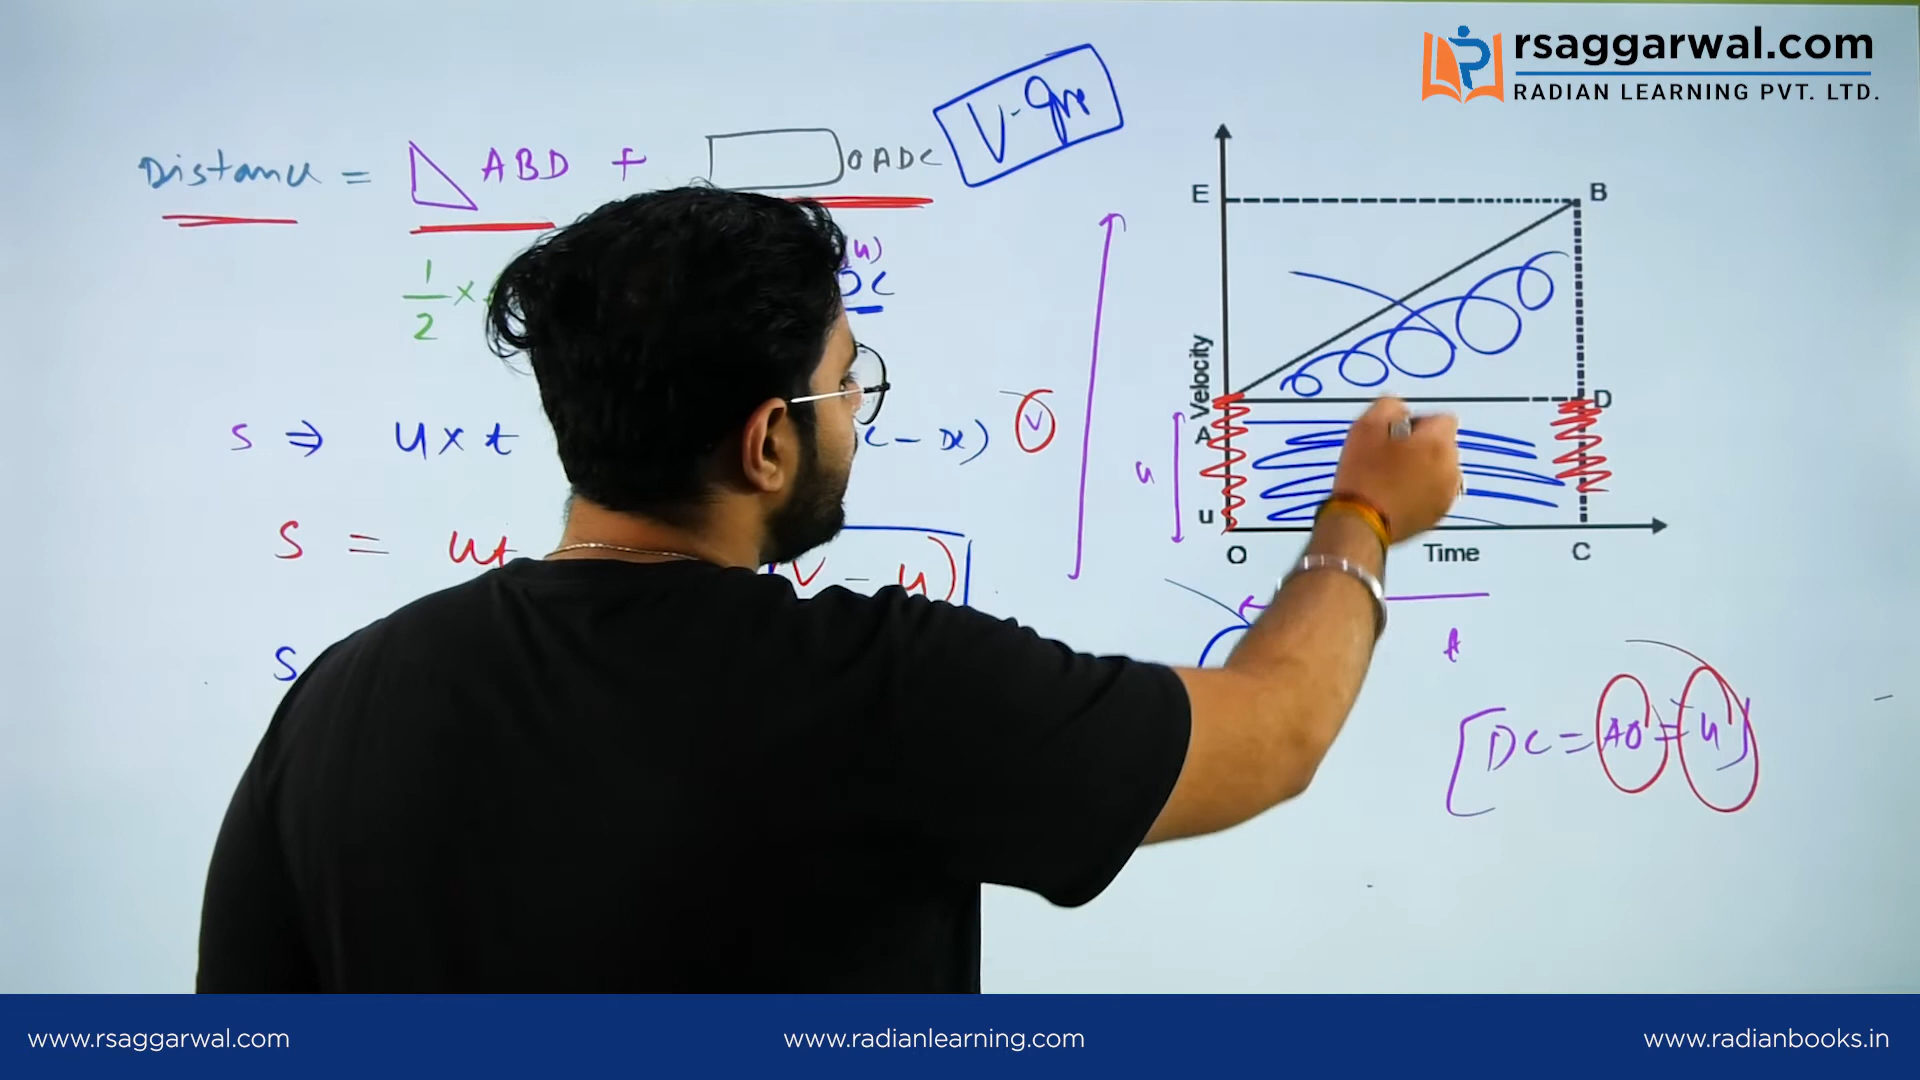 rsaggarwal.com
RADIAN LEARNING PVT. LTD.
Distance = ABD + OADC
V-
E
B
1
2
×
u)
DC
Velocity
A
D
u
u
s ⇒ u x t
- x) v
O
Time
C
S = ut
v - u)
t
S
[DC = AO = u]
www.rsaggarwal.com
www.radianlearning.com
www.radianbooks.in